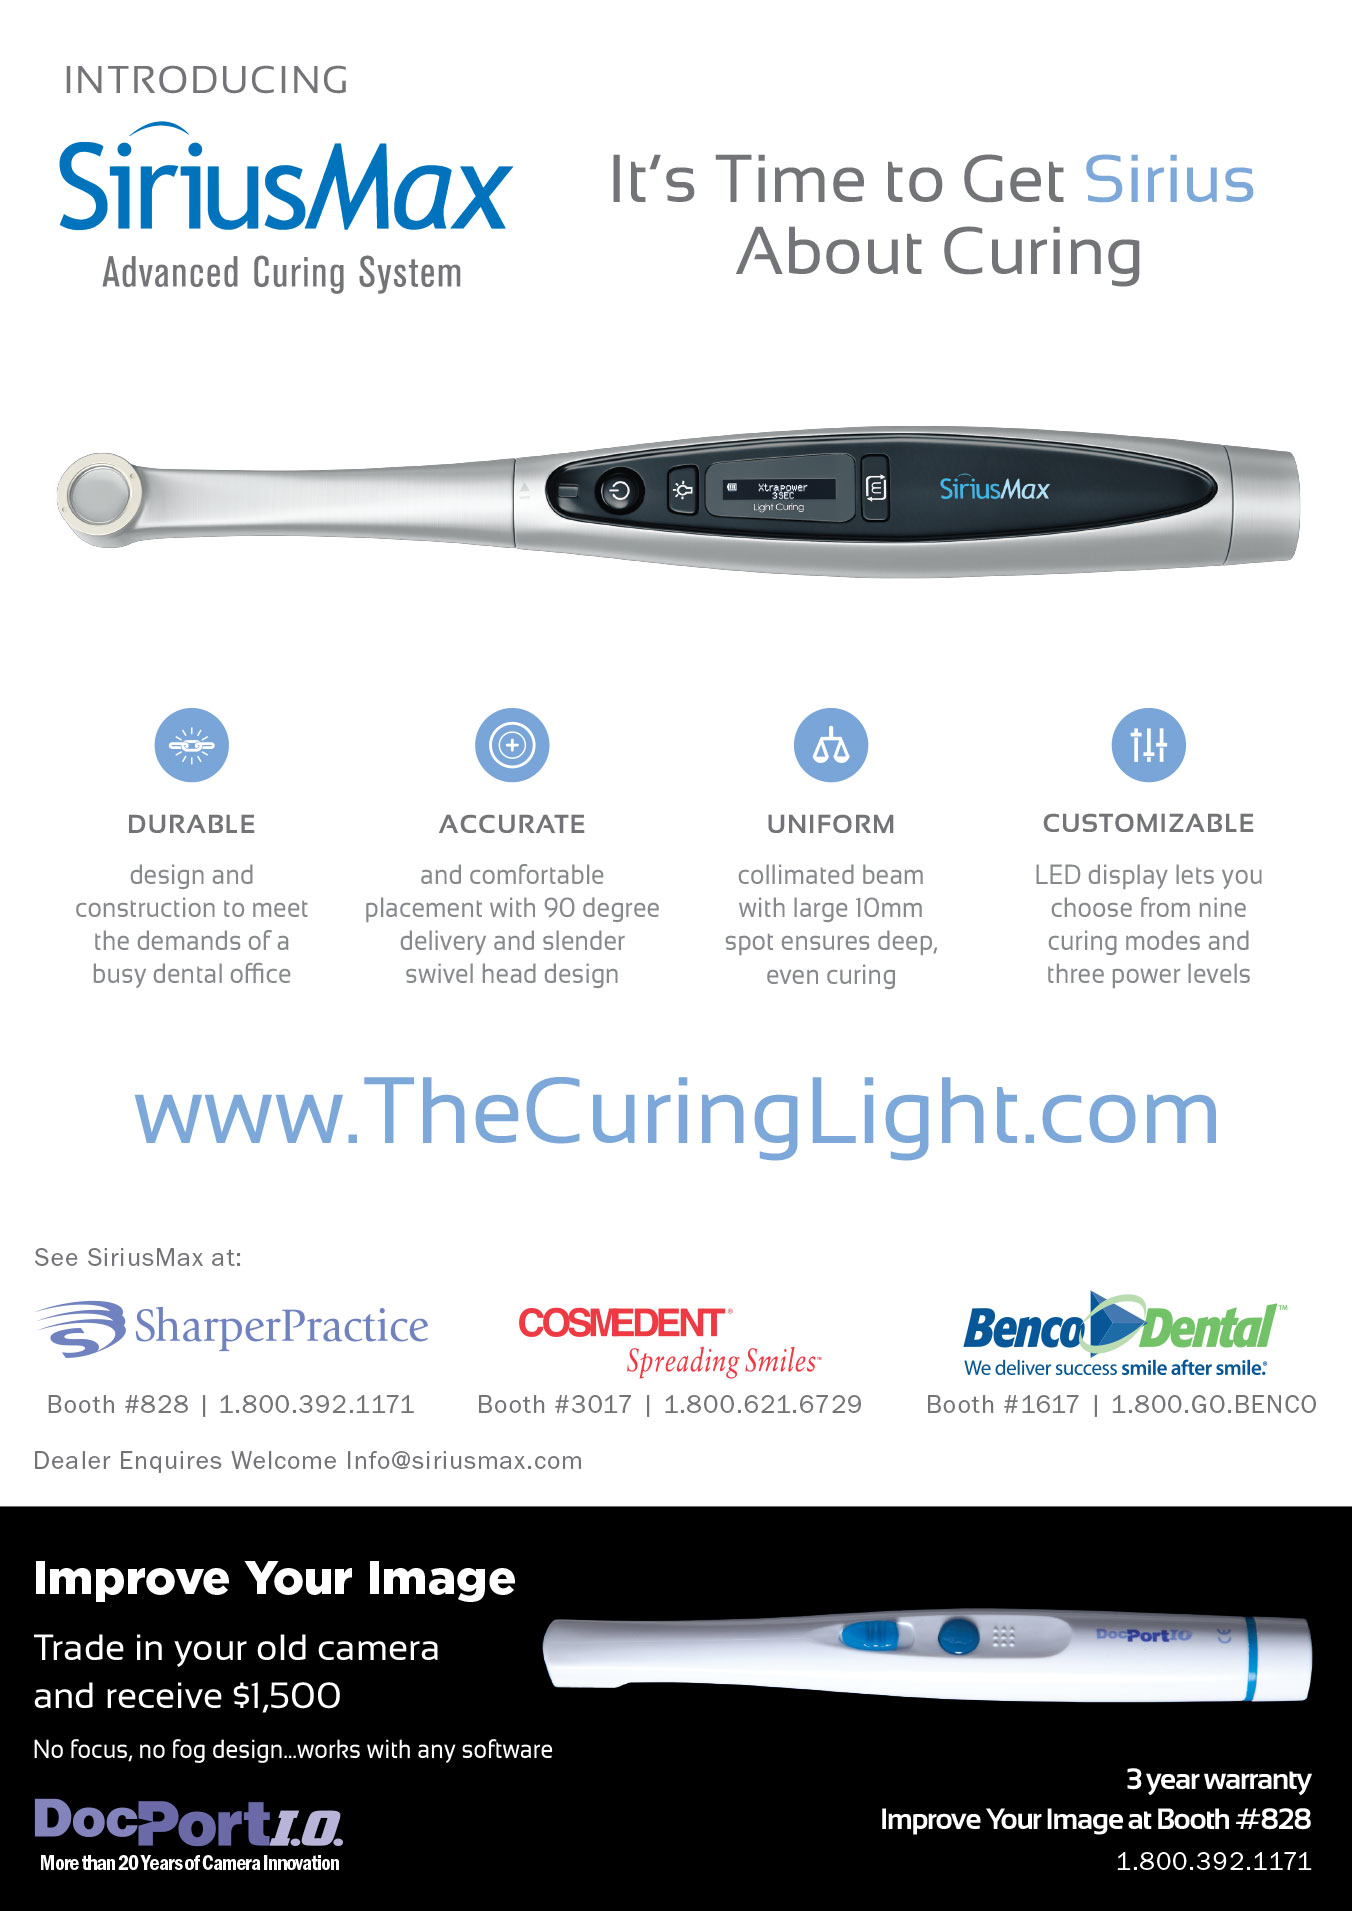 INTRODUCING
SiriusMax
Advanced Curing System
It's Time to Get Sirius
About Curing
Xtrapower
3SEC
Light Curing
m
SiriusMax
DURABLE
design and
construction to meet
the demands of a
busy dental office
ACCURATE
and comfortable
placement with 90 degree
delivery and slender
swivel head design
UNIFORM
collimated beam
with large 10mm
spot ensures deep,
even curing
CUSTOMIZABLE
LED display lets you
choose from nine
curing modes and
three power levels
www.TheCuringLight.com
See SiriusMax at:
SharperPractice
Booth #828 | 1.800.392.1171
COSMEDENT®
Spreading Smiles™
Booth #3017 | 1.800.621.6729
Benco Dental™
We deliver success smile after smile.®
Booth #1617 | 1.800.GO.BENCO
Dealer Enquires Welcome Info@siriusmax.com
Improve Your Image
Trade in your old camera
and receive $1,500
No focus, no fog design...works with any software
DocPort I.O.
More than 20 Years of Camera Innovation
DocPort IO CE
3 year warranty
Improve Your Image at Booth #828
1.800.392.1171